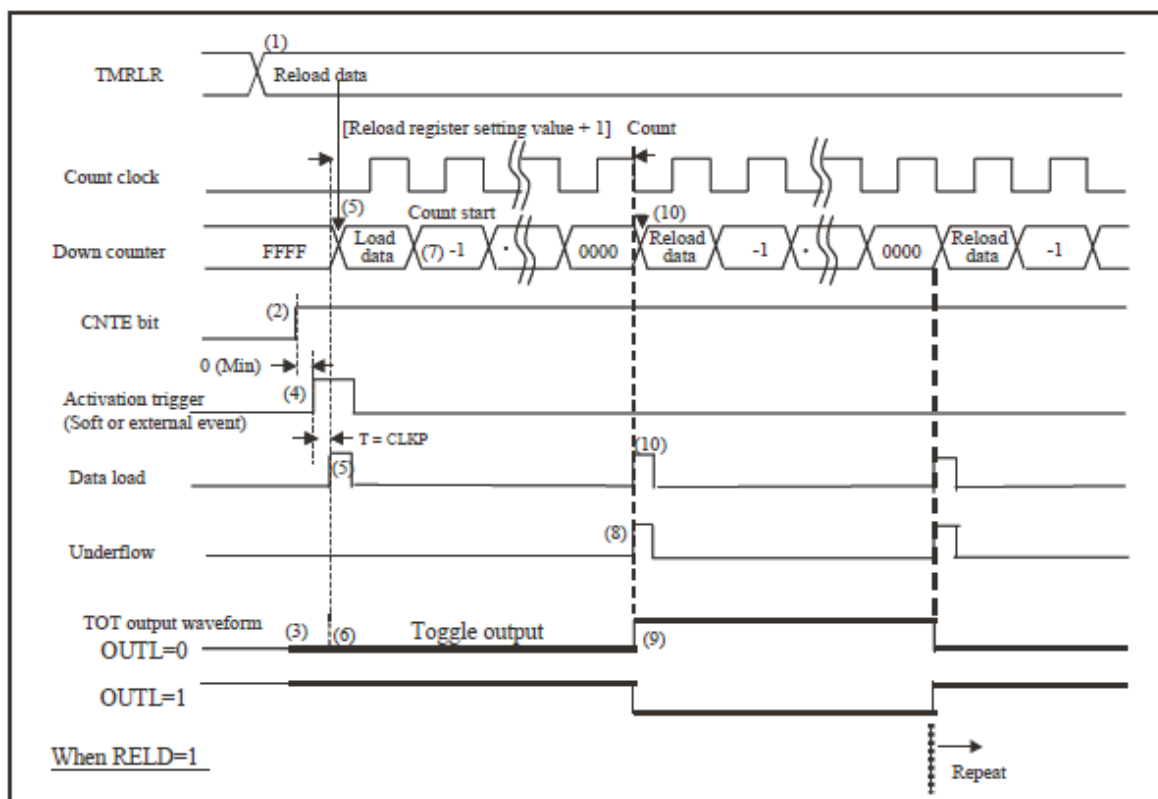 (1)
TMRLR Reload data
[Reload register setting value + 1] Count
Count clock
(5) Count start (10)
Down counter FFFF Load data (7) -1 · 0000 Reload data -1 · 0000 Reload data -1
CNTE bit (2)
0 (Min)
Activation trigger (4)
(Soft or external event)
T = CLKP
Data load (5) (10)
Underflow (8)
TOT output waveform
OUTL=0 (3) (6) Toggle output (9)
OUTL=1
When RELD=1
Repeat